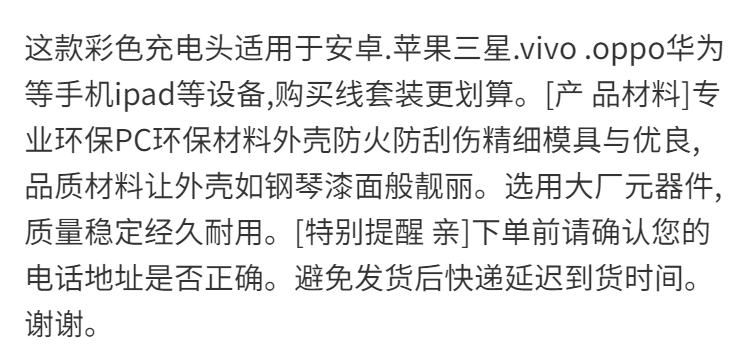 这款彩色充电头适用于安卓.苹果三星.vivo .oppo华为
等手机ipad等设备,购买线套装更划算。[产 品材料]专
业环保PC环保材料外壳防火防刮伤精细模具与优良,
品质材料让外壳如钢琴漆面般靓丽。选用大厂元器件,
质量稳定经久耐用。[特别提醒 亲]下单前请确认您的
电话地址是否正确。避免发货后快递延迟到货时间。
谢谢。